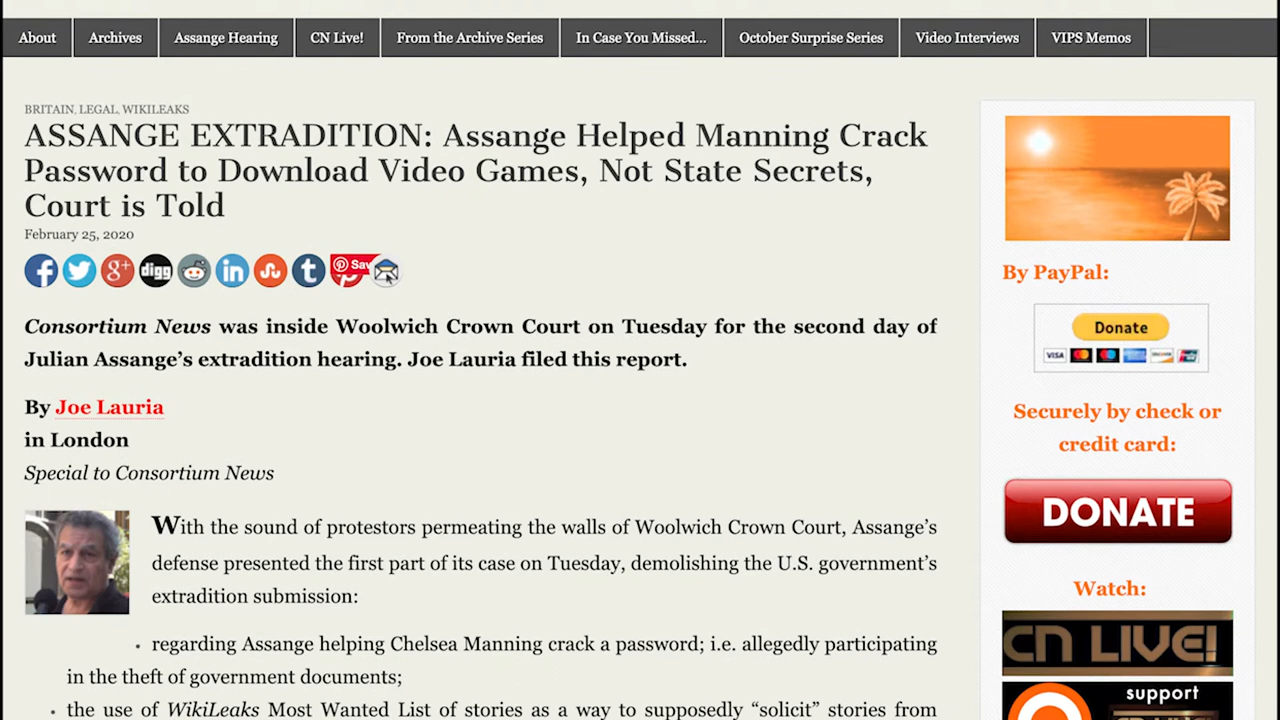 About
Archives
Assange Hearing
CN Live!
From the Archive Series
In Case You Missed...
October Surprise Series
Video Interviews
VIPS Memos
BRITAIN, LEGAL, WIKILEAKS
ASSANGE EXTRADITION: Assange Helped Manning Crack
Password to Download Video Games, Not State Secrets,
Court is Told
February 25, 2020
digg
Save
Consortium News was inside Woolwich Crown Court on Tuesday for the second day of
Julian Assange’s extradition hearing. Joe Lauria filed this report.
By Joe Lauria
in London
Special to Consortium News
With the sound of protestors permeating the walls of Woolwich Crown Court, Assange’s
defense presented the first part of its case on Tuesday, demolishing the U.S. government’s
extradition submission:
• regarding Assange helping Chelsea Manning crack a password; i.e. allegedly participating
in the theft of government documents;
• the use of WikiLeaks Most Wanted List of stories as a way to supposedly “solicit” stories from
By PayPal:
Donate
VISA
Securely by check or
credit card:
DONATE
Watch:
CN LIVE!
support